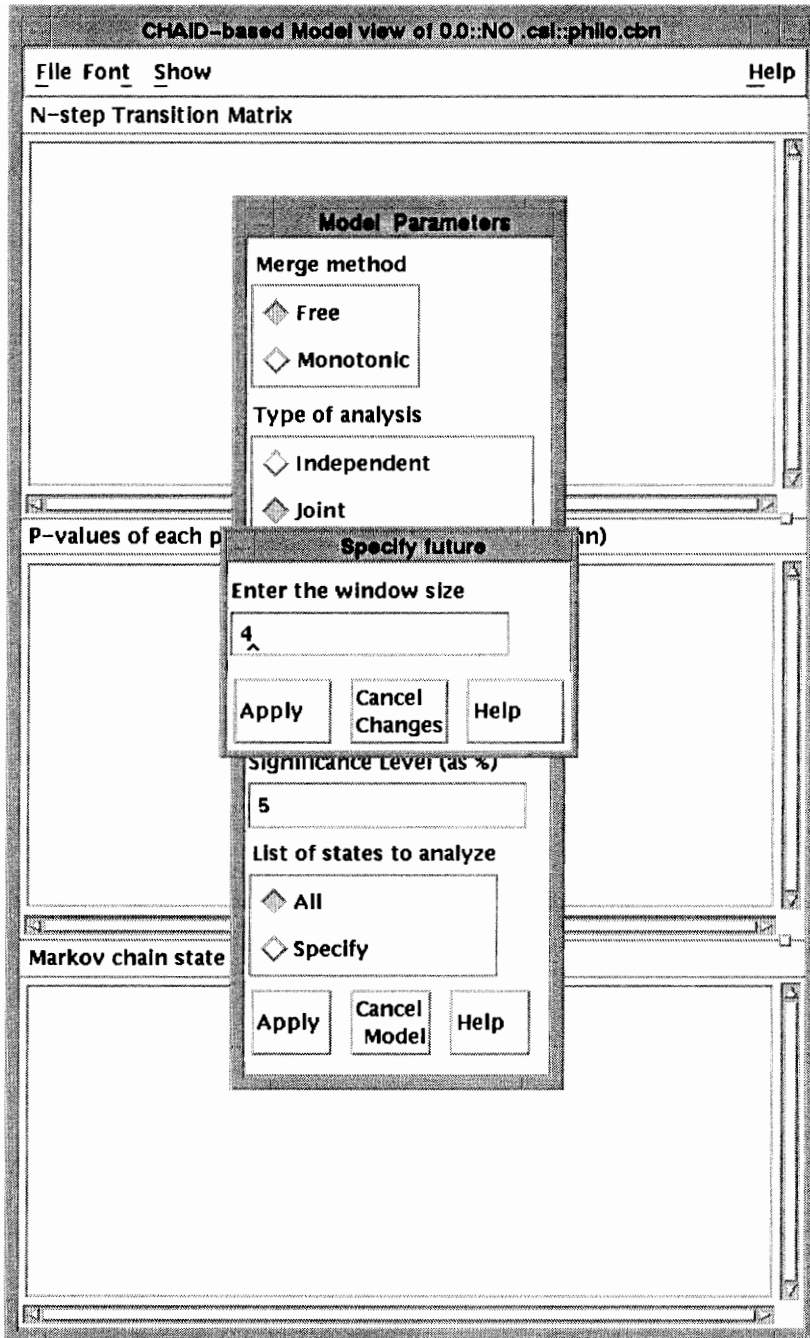 CHAID-based Model view of 0.0::NO .csl::philo.cbn
File Font Show Help
N-step Transition Matrix
Model Parameters
Merge method
Free
Monotonic
Type of analysis
Independent
Joint
P-values of each p
Specify future
Enter the window size
4
Apply
Cancel
Changes
Help
Significance Level (as %)
5
List of states to analyze
All
Specify
Markov chain state
Apply
Cancel
Model
Help